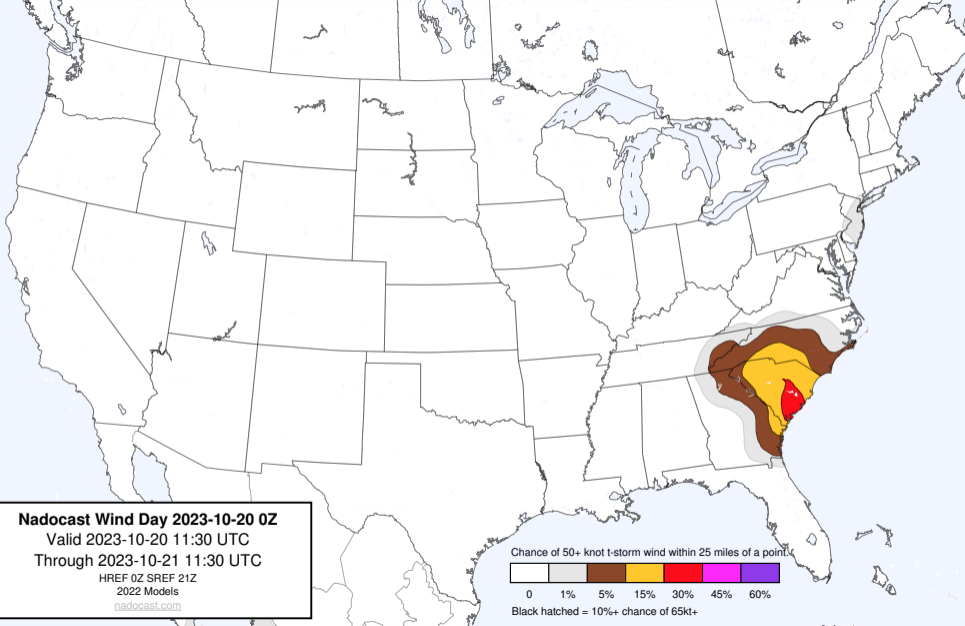 Nadocast Wind Day 2023-10-20 0Z
Valid 2023-10-20 11:30 UTC
Through 2023-10-21 11:30 UTC
HREF 0Z SREF 21Z
2022 Models
nadocast.com
Chance of 50+ knot t-storm wind within 25 miles of a point.
0 1% 5% 15% 30% 45% 60%
Black hatched = 10%+ chance of 65kt+